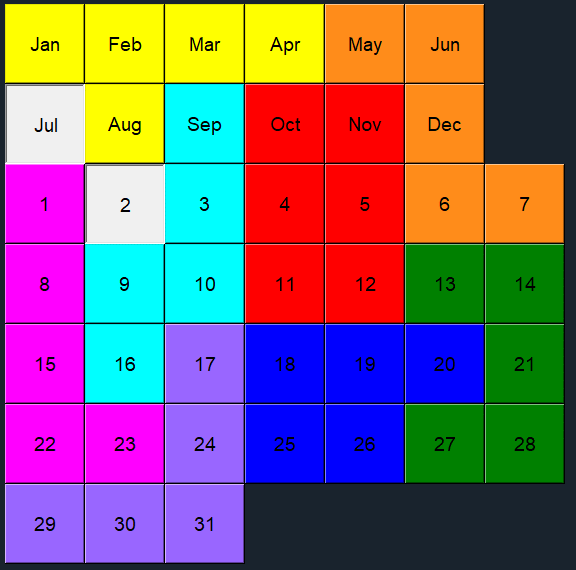 Jan Feb Mar Apr May Jun
Jul Aug Sep Oct Nov Dec
1 2 3 4 5 6 7
8 9 10 11 12 13 14
15 16 17 18 19 20 21
22 23 24 25 26 27 28
29 30 31